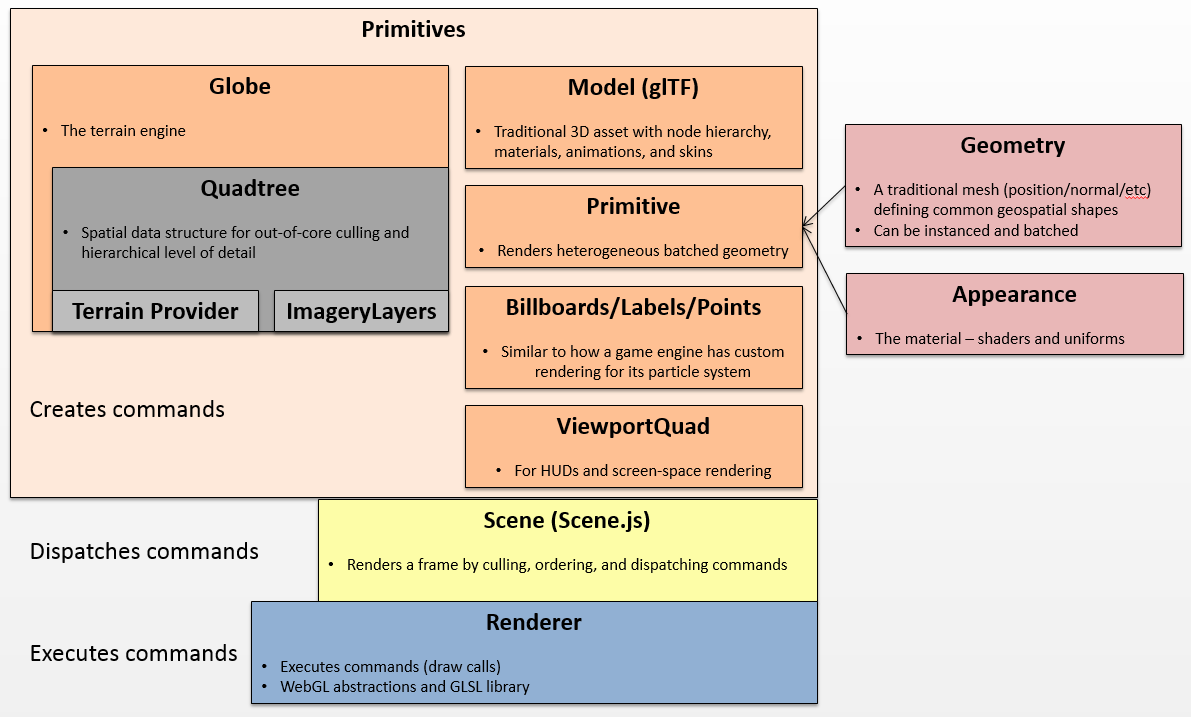 Primitives
Globe
• The terrain engine
Quadtree
• Spatial data structure for out-of-core culling and
hierarchical level of detail
Terrain Provider
ImageryLayers
Creates commands
Model (glTF)
• Traditional 3D asset with node hierarchy,
materials, animations, and skins
Primitive
• Renders heterogeneous batched geometry
Billboards/Labels/Points
• Similar to how a game engine has custom
rendering for its particle system
ViewportQuad
• For HUDs and screen-space rendering
Geometry
• A traditional mesh (position/normal/etc)
defining common geospatial shapes
• Can be instanced and batched
Appearance
• The material – shaders and uniforms
Dispatches commands
Scene (Scene.js)
• Renders a frame by culling, ordering, and dispatching commands
Executes commands
Renderer
• Executes commands (draw calls)
• WebGL abstractions and GLSL library